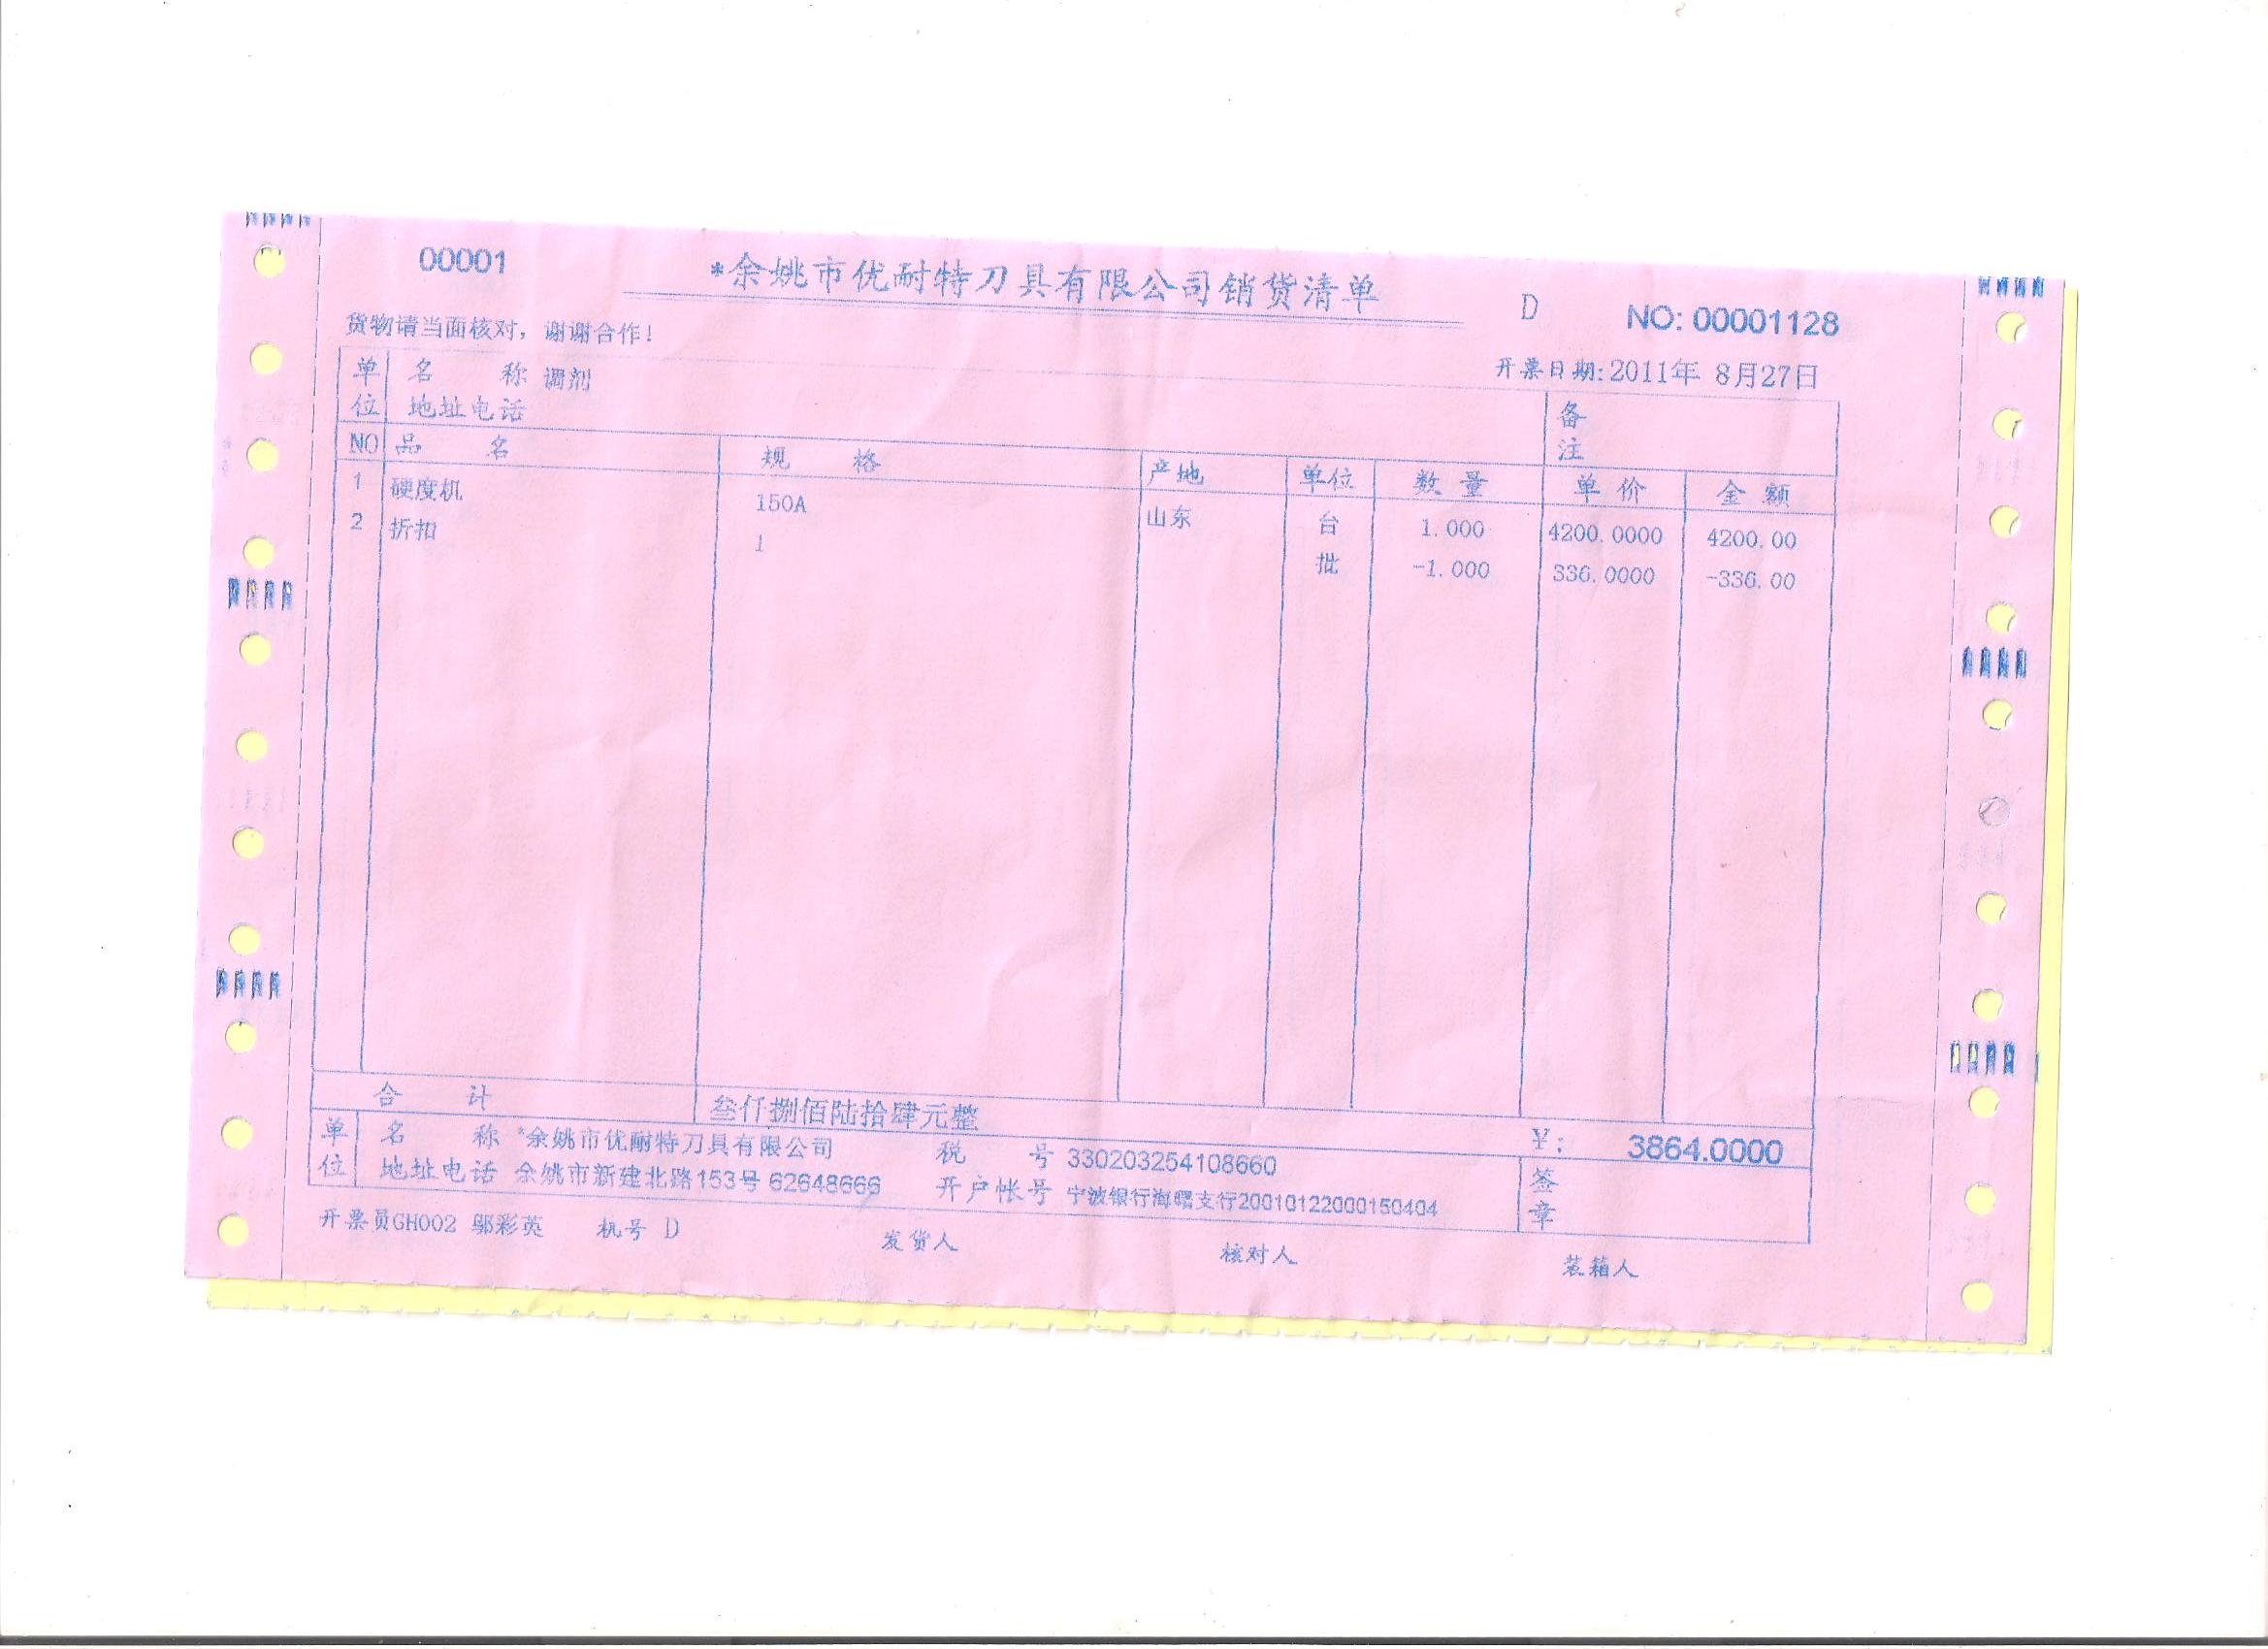 00001
*余姚市优耐特刀具有限公司销货清单
D NO: 00001128
货物请当面核对，谢谢合作！
开票日期:2011年 8月27日
单位 名 称 调剂
地址电话
备注
NO 品 名 规 格 产地 单位 数 量 单 价 金 额
1 硬度机 150A 山东 台 1.000 4200.0000 4200.00
2 折扣 1 批 -1.000 336.0000 -336.00
合 计 叁仟捌佰陆拾肆元整 ¥: 3864.0000
单位 名 称 *余姚市优耐特刀具有限公司 税 号 330203254108660
地址电话 余姚市新建北路153号 62648666 开户帐号 宁波银行海曙支行20010122000150404
签章
开票员GH002 邬彩英 机号 D 发货人 核对人 装箱人